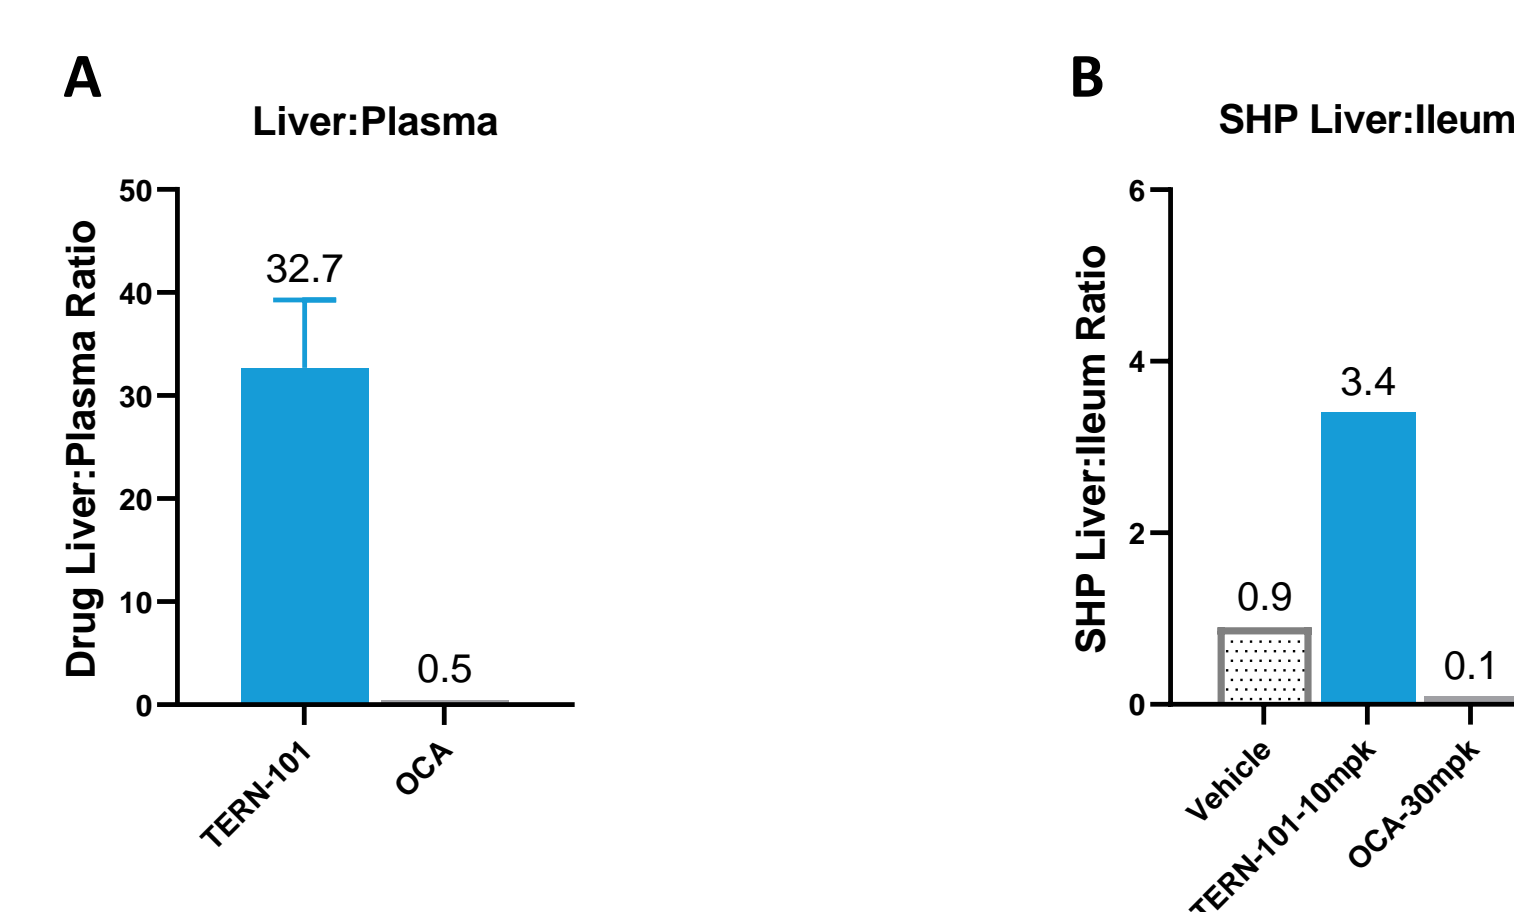 A
Liver:Plasma
Drug Liver:Plasma Ratio
50
40
30
20
10
0
32.7
0.5
TERN-101
OCA
B
SHP Liver:Ileum
SHP Liver:Ileum Ratio
6
4
2
0
0.9
3.4
0.1
Vehicle
TERN-101-10mpk
OCA-30mpk